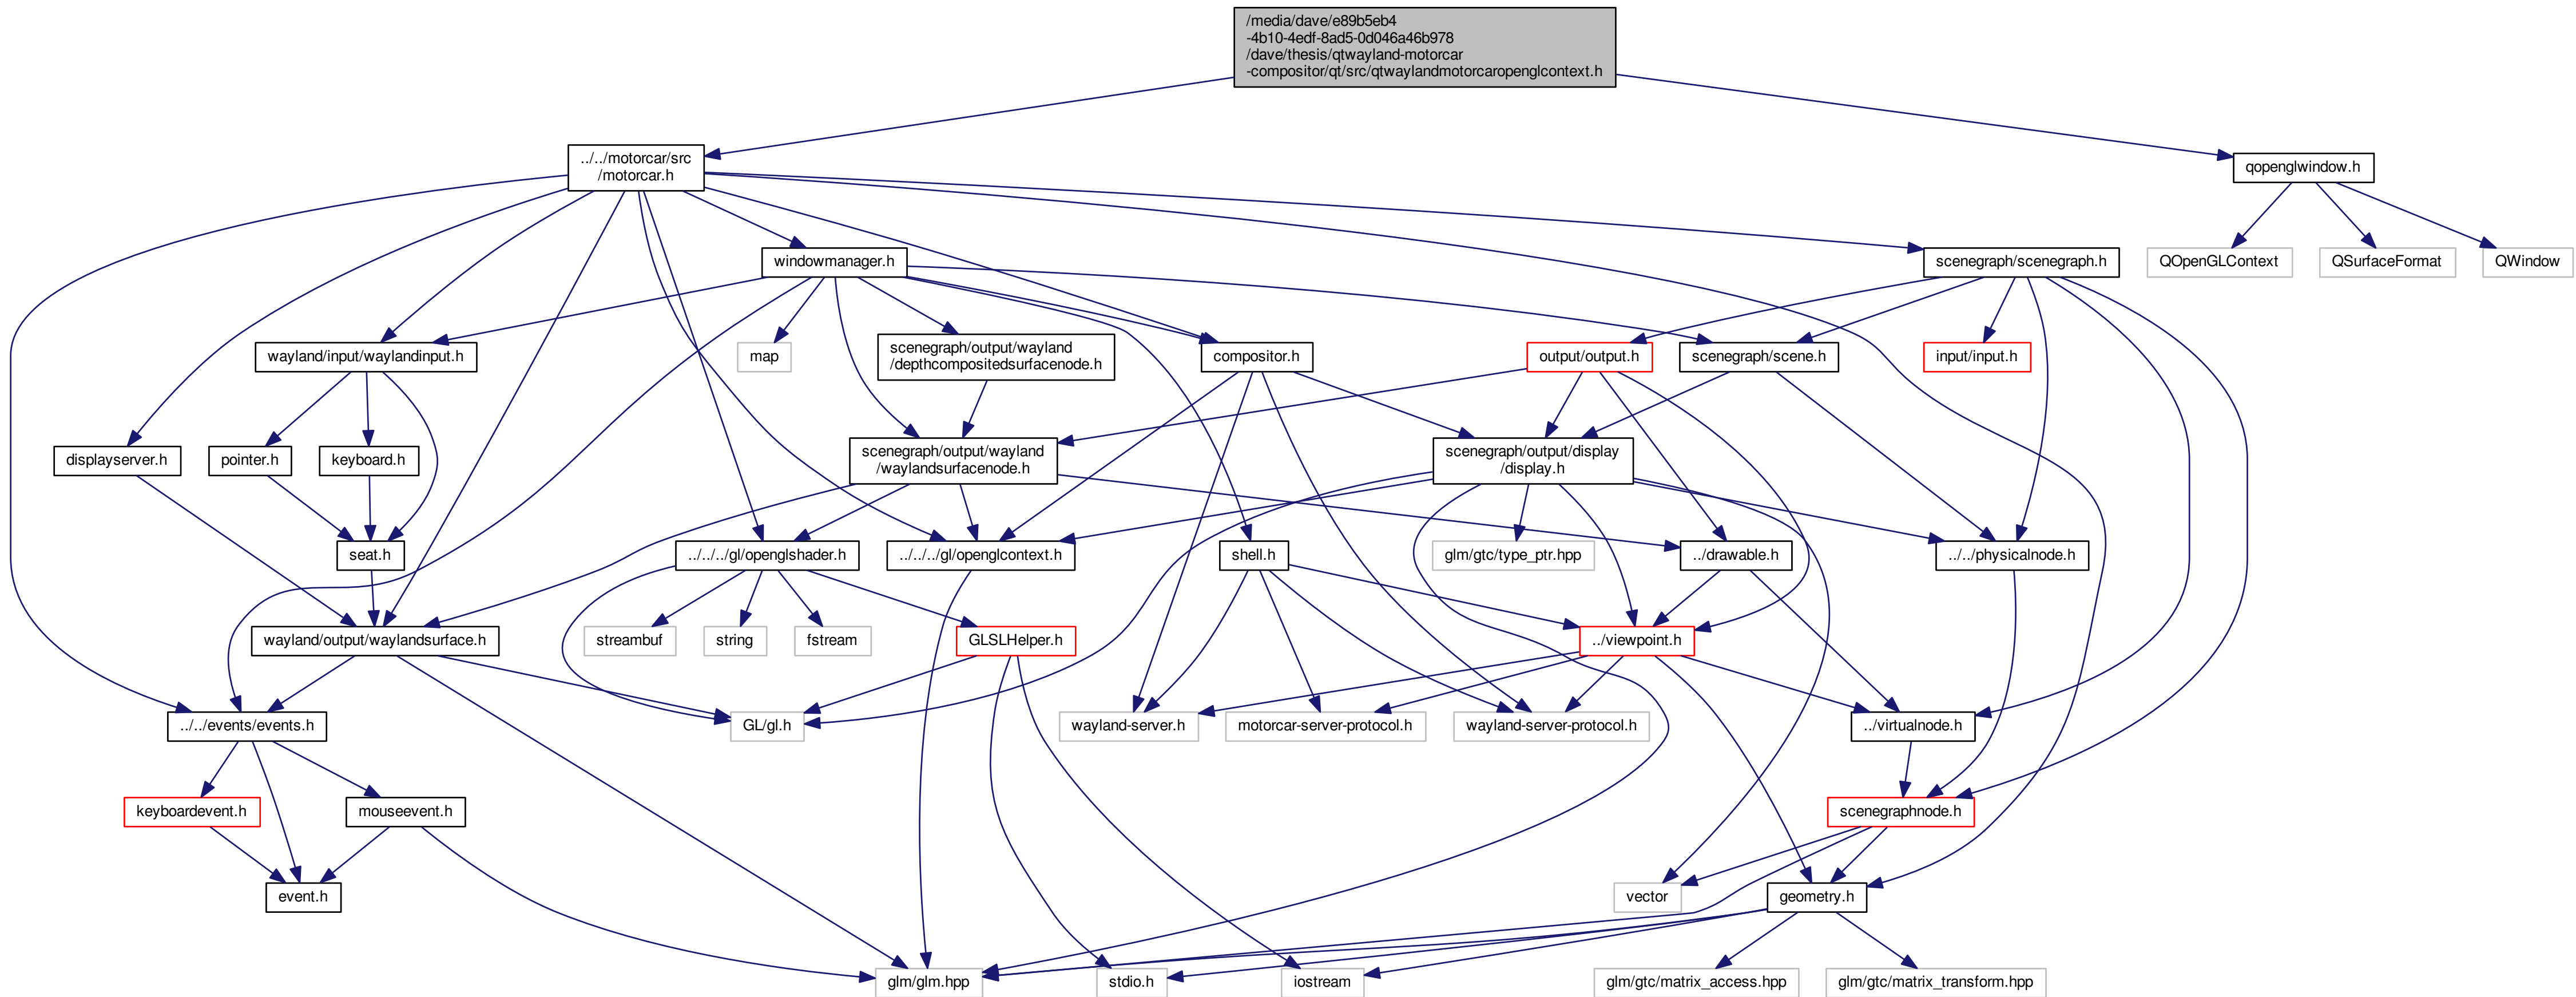 /media/dave/e89b5eb4
-4b10-4edf-8ad5-0d046a46b978
/dave/thesis/qtwayland-motorcar
-compositor/qt/src/qtwaylandmotorcaropenglcontext.h
../../motorcar/src
/motorcar.h
qopenglwindow.h
windowmanager.h
scenegraph/scenegraph.h
QOpenGLContext
QSurfaceFormat
QWindow
wayland/input/waylandinput.h
map
scenegraph/output/wayland
/depthcompositedsurfacenode.h
compositor.h
output/output.h
scenegraph/scene.h
input/input.h
displayserver.h
pointer.h
keyboard.h
scenegraph/output/wayland
/waylandsurfacenode.h
scenegraph/output/display
/display.h
seat.h
../../../gl/openglshader.h
../../../gl/openglcontext.h
shell.h
glm/gtc/type_ptr.hpp
../drawable.h
../../physicalnode.h
wayland/output/waylandsurface.h
streambuf
string
fstream
GLSLHelper.h
../viewpoint.h
../../events/events.h
GL/gl.h
wayland-server.h
motorcar-server-protocol.h
wayland-server-protocol.h
../virtualnode.h
keyboardevent.h
mouseevent.h
scenegraphnode.h
event.h
vector
geometry.h
glm/glm.hpp
stdio.h
iostream
glm/gtc/matrix_access.hpp
glm/gtc/matrix_transform.hpp